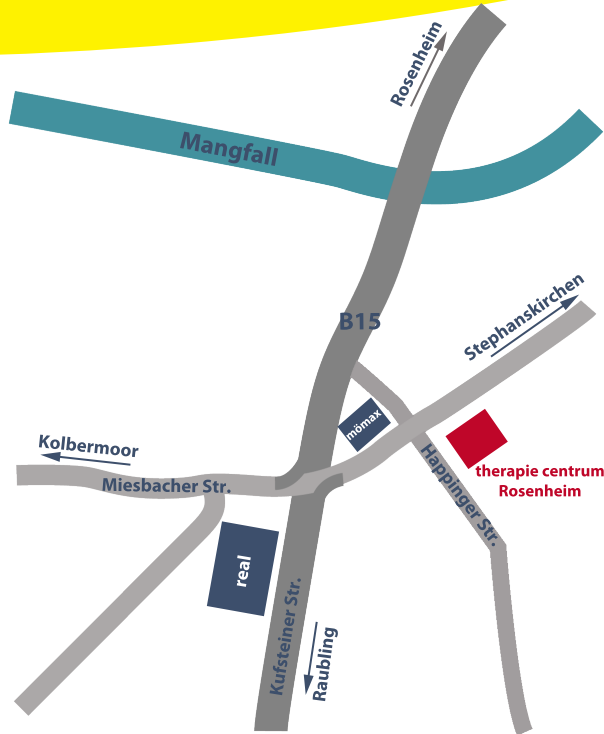 Rosenheim
Mangfall
B15
Stephanskirchen
mömax
Kolbermoor
Miesbacher Str.
Happinger Str.
therapie centrum
Rosenheim
real
Kufsteiner Str.
Raubling